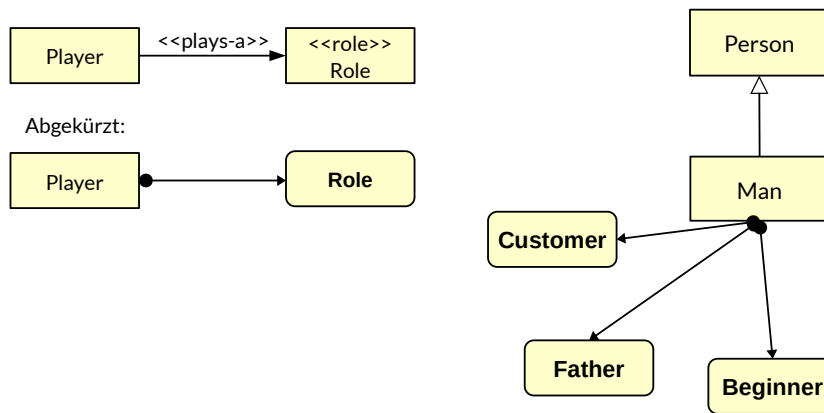 Player
<<plays-a>>
<<role>>
Role
Abgekürzt:
Player
Role
Person
Man
Customer
Father
Beginner